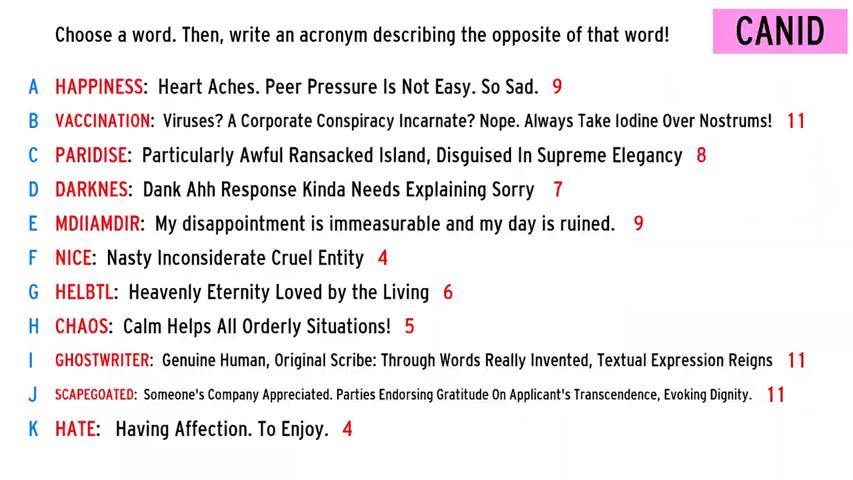 Choose a word. Then, write an acronym describing the opposite of that word!
CANID
A HAPPINESS: Heart Aches. Peer Pressure Is Not Easy. So Sad. 9
B VACCINATION: Viruses? A Corporate Conspiracy Incarnate? Nope. Always Take Iodine Over Nostrums! 11
C PARIDISE: Particularly Awful Ransacked Island, Disguised In Supreme Elegancy 8
D DARKNES: Dank Ahh Response Kinda Needs Explaining Sorry 7
E MDIIAMDIR: My disappointment is immeasurable and my day is ruined. 9
F NICE: Nasty Inconsiderate Cruel Entity 4
G HELBTL: Heavenly Eternity Loved by the Living 6
H CHAOS: Calm Helps All Orderly Situations! 5
I GHOSTWRITER: Genuine Human, Original Scribe: Through Words Really Invented, Textual Expression Reigns 11
J SCAPEGOATED: Someone's Company Appreciated. Parties Endorsing Gratitude On Applicant's Transcendence, Evoking Dignity. 11
K HATE: Having Affection. To Enjoy. 4